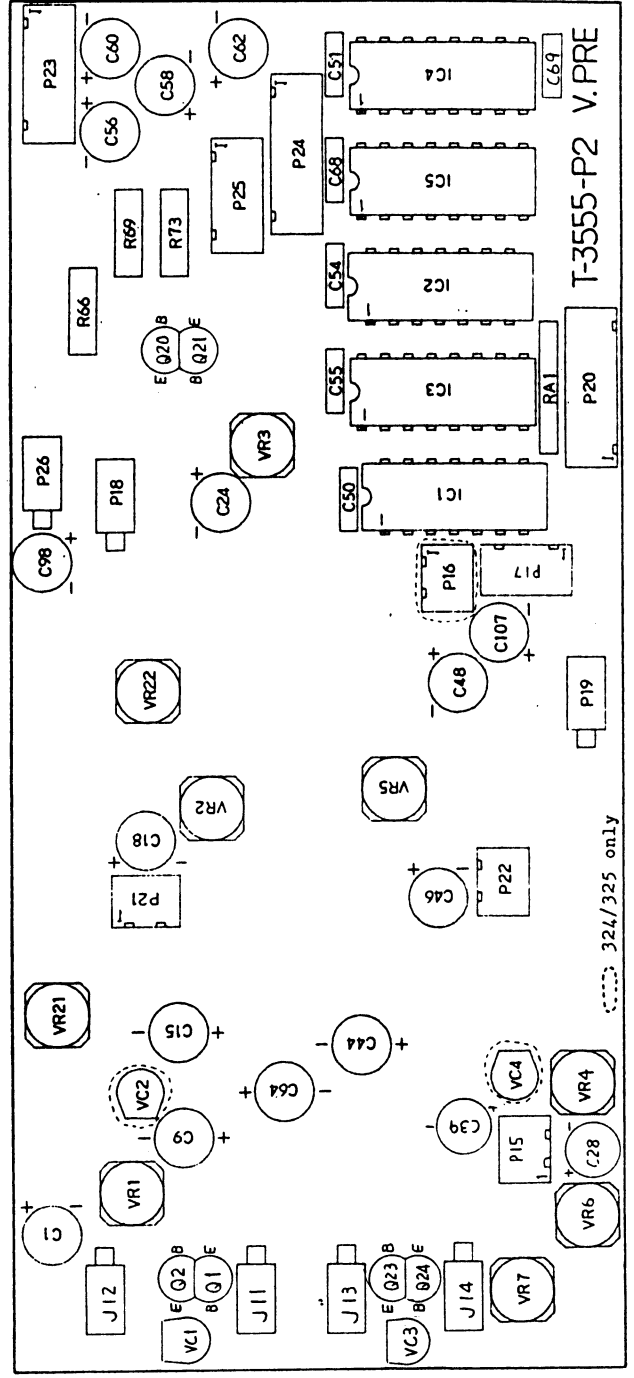 P23
C60
C58
C56
C62
C51
IC4
C69
P24
P25
C68
IC5
R69
R73
C54
IC2
R66
B
E
Q20
Q21
E
B
C55
IC3
RA1
P20
T-3555-P2 V.PRE
VR3
P26
P18
C24
C50
IC1
C98
P16
P17
C107
C48
P19
VR22
VR2
VR5
C18
P21
C46
P22
324/325 only
VR21
C15
C44
VC2
C64
VC4
VR4
C9
C39
P15
C28
VR1
VR6
C1
J12
B
E
Q2
Q1
E
B
J11
J13
B
E
Q23
Q24
E
B
J14
VR7
VC1
VC3